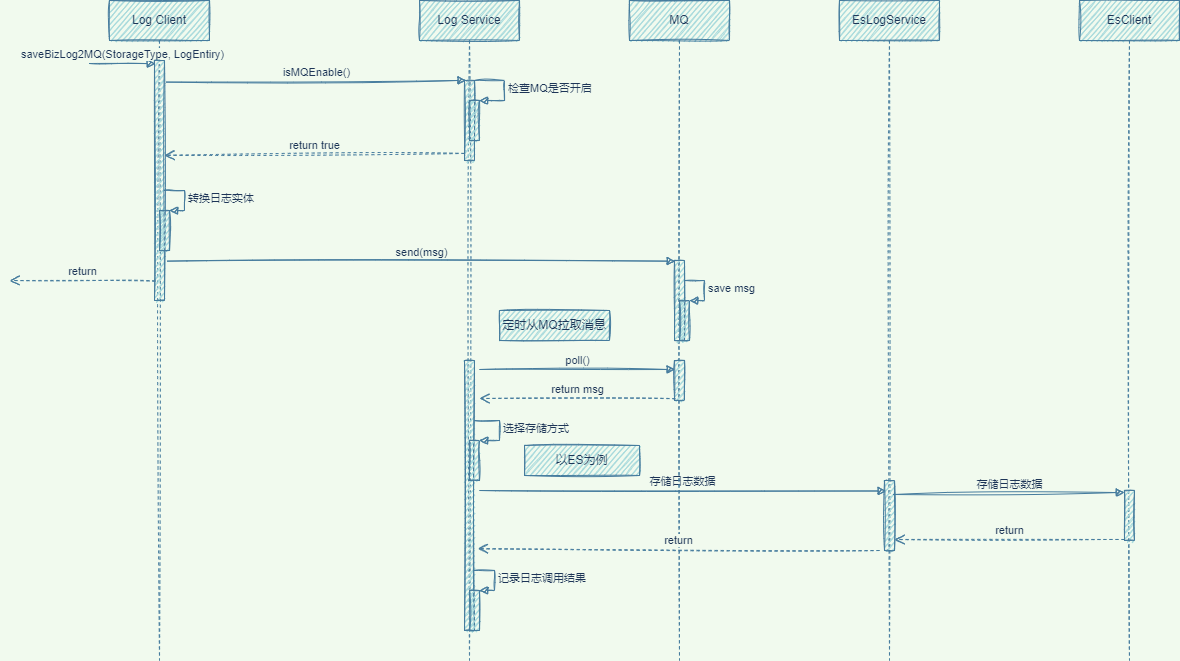 Log Client
Log Service
MQ
EsLogService
EsClient
saveBizLog2MQ(StorageType, LogEntiry)
isMQEnable()
检查MQ是否开启
return true
转换日志实体
send(msg)
return
save msg
定时从MQ拉取消息
poll()
return msg
选择存储方式
以ES为例
存储日志数据
存储日志数据
return
return
记录日志调用结果